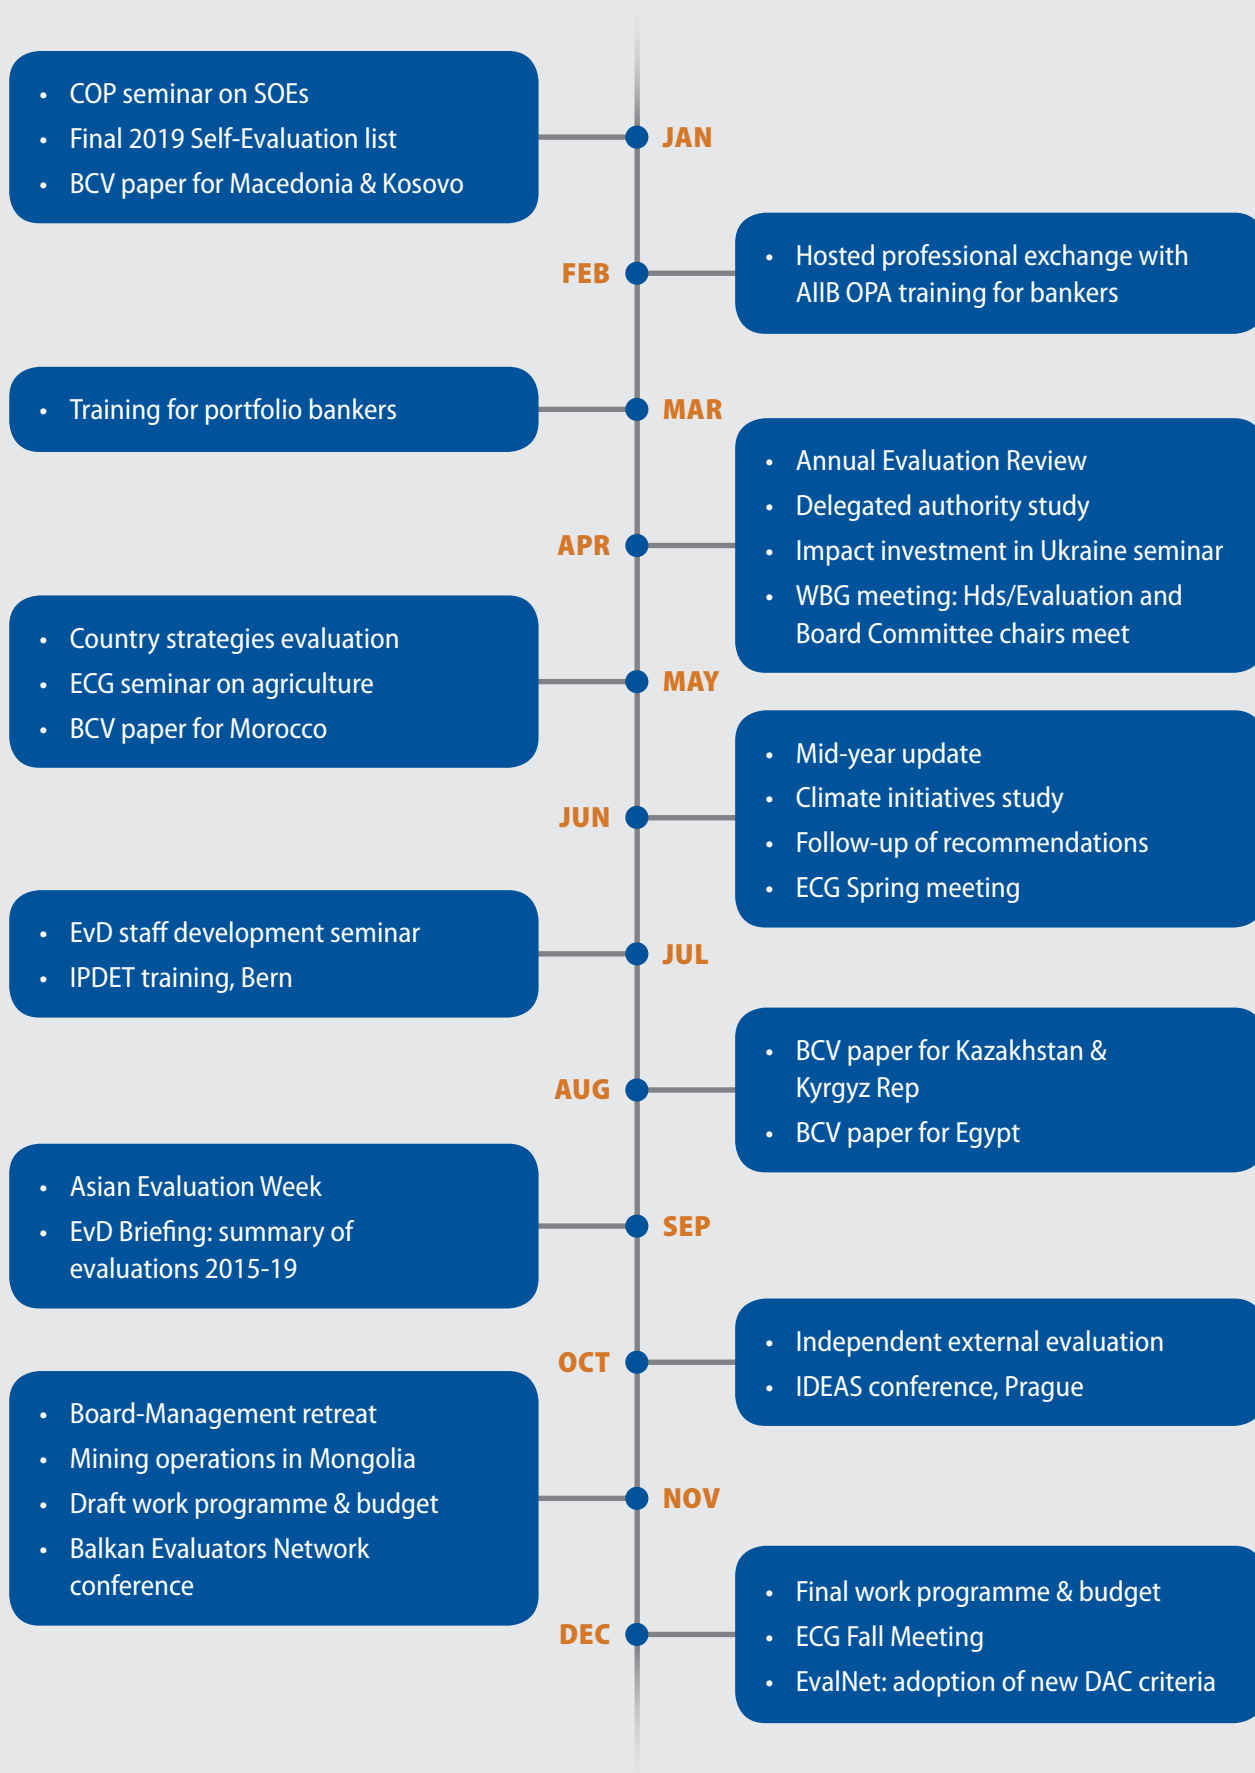 JAN
• COP seminar on SOEs
• Final 2019 Self-Evaluation list
• BCV paper for Macedonia & Kosovo
FEB
• Hosted professional exchange with
AIIB OPA training for bankers
MAR
• Training for portfolio bankers
APR
• Annual Evaluation Review
• Delegated authority study
• Impact investment in Ukraine seminar
• WBG meeting: Hds/Evaluation and
Board Committee chairs meet
MAY
• Country strategies evaluation
• ECG seminar on agriculture
• BCV paper for Morocco
JUN
• Mid-year update
• Climate initiatives study
• Follow-up of recommendations
• ECG Spring meeting
JUL
• EvD staff development seminar
• IPDET training, Bern
AUG
• BCV paper for Kazakhstan &
Kyrgyz Rep
• BCV paper for Egypt
SEP
• Asian Evaluation Week
• EvD Briefing: summary of
evaluations 2015-19
OCT
• Independent external evaluation
• IDEAS conference, Prague
NOV
• Board-Management retreat
• Mining operations in Mongolia
• Draft work programme & budget
• Balkan Evaluators Network
conference
DEC
• Final work programme & budget
• ECG Fall Meeting
• EvalNet: adoption of new DAC criteria